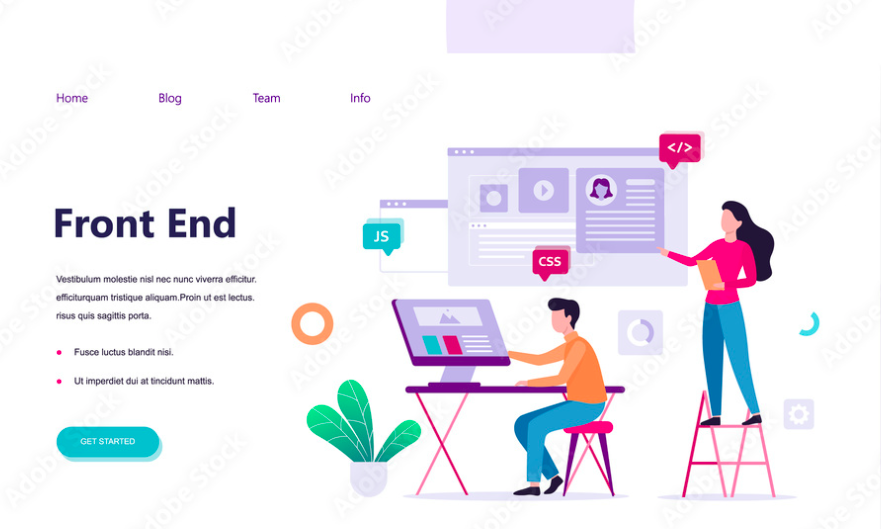 Home Blog Team Info
</>
JS
CSS
Front End
Vestibulum molestie nisl nec nunc viverra efficitur.
efficiturquam tristique aliquam.Proin ut est lectus.
risus quis sagittis porta.
Fusce luctus blandit nisi.
Ut imperdiet dui at tincidunt mattis.
GET STARTED
Adobe Stock